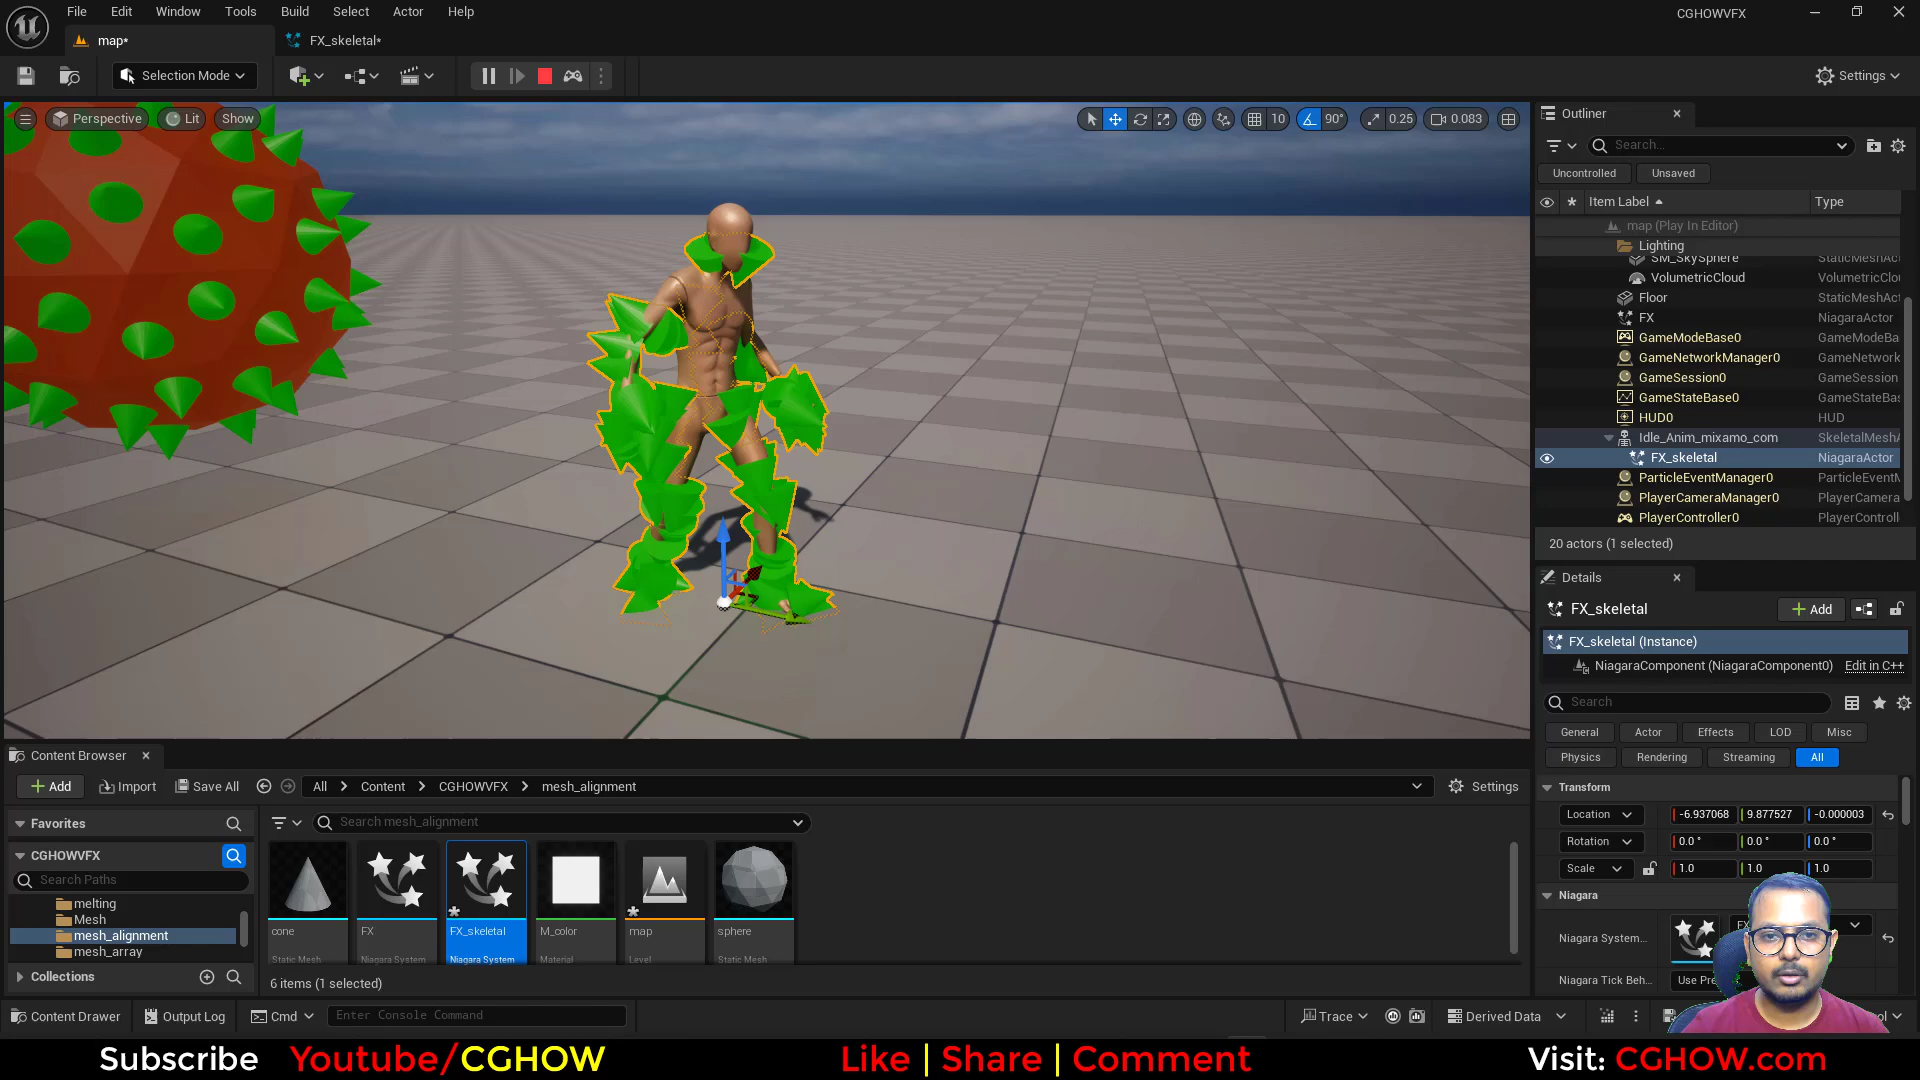 File Edit Window Tools Build Select Actor Help
CGHOWVFX
map*
FX_skeletal*
Selection Mode
Settings
Perspective
Lit
Show
10
90°
0.25
0.083
Outliner
Search...
Uncontrolled
Unsaved
Item Label
Type
map (Play In Editor)
Lighting
SM_SkySphere
VolumetricCloud VolumetricClo
Floor StaticMeshAct
FX NiagaraActor
GameModeBase0 GameModeBa
GameNetworkManager0 GameNetwork
GameSession0 GameSession
GameStateBase0 GameStateBa
HUD0 HUD
Idle_Anim_mixamo_com SkeletalMeshA
FX_skeletal NiagaraActor
ParticleEventManager0 ParticleEventM
PlayerCameraManager0 PlayerCamera
PlayerController0 PlayerControll
20 actors (1 selected)
Details
FX_skeletal
Add
FX_skeletal (Instance)
NiagaraComponent (NiagaraComponent0) Edit in C++
Search
General Actor Effects LOD Misc
Physics Rendering Streaming All
Transform
Location -6.937068 9.877527 -0.000003
Rotation 0.0 ° 0.0 ° 0.0 °
Scale 1.0 1.0 1.0
Niagara
Niagara System...
Niagara Tick Beh... Use Pre
Content Browser
Add Import Save All All Content CGHOWVFX mesh_alignment Settings
Favorites
Search mesh_alignment
CGHOWVFX
Search Paths
melting
Mesh
mesh_alignment
mesh_array
Collections
cone FX FX_skeletal M_color map sphere
Static Mesh Niagara System Niagara System Material Level Static Mesh
6 items (1 selected)
Content Drawer Output Log Cmd Enter Console Command Trace Derived Data
Subscribe Youtube/CGHOW Like | Share | Comment Visit: CGHOW.com